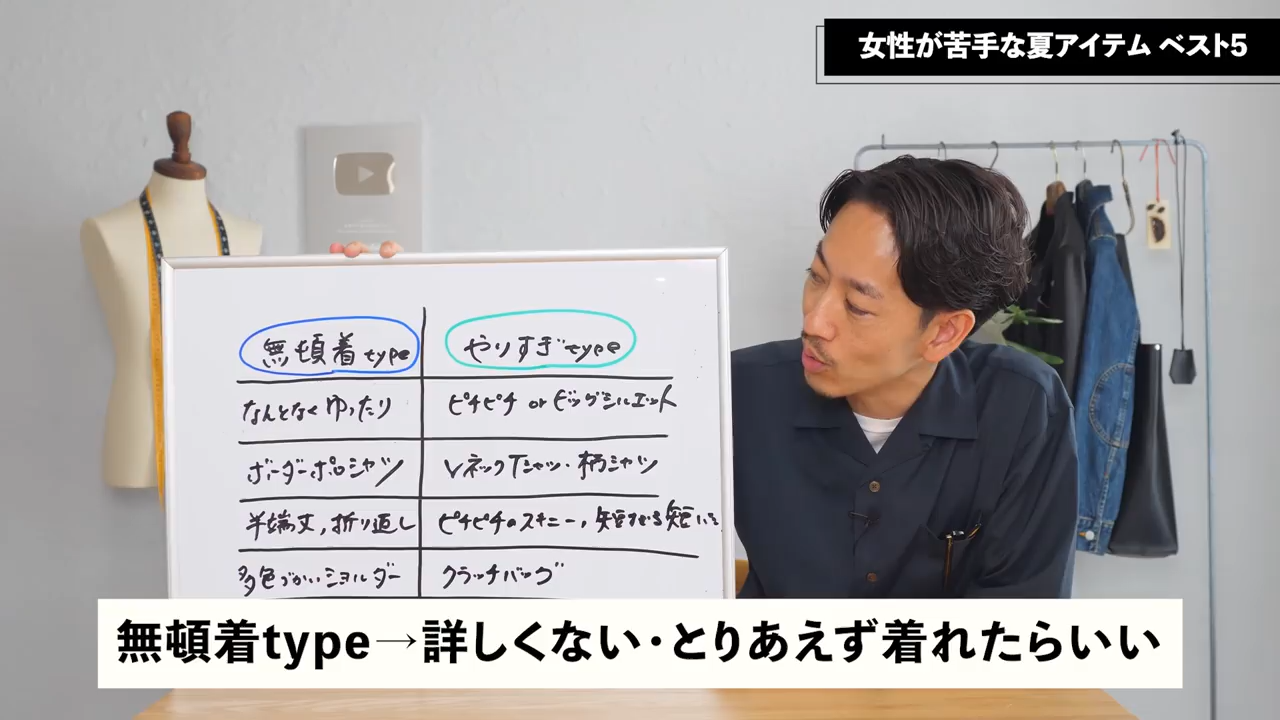 女性が苦手な夏アイテム ベスト5
無頓着type やりすぎtype
なんとなくゆったり ピチピチ or ビッグシルエット
ボーダーポロシャツ VネックTシャツ・柄シャツ
半端丈,折り返し ピチピチのスキニー,短すぎる短パン
多色づかいショルダー クラッチバッグ
無頓着type→詳しくない・とりあえず着れたらいい